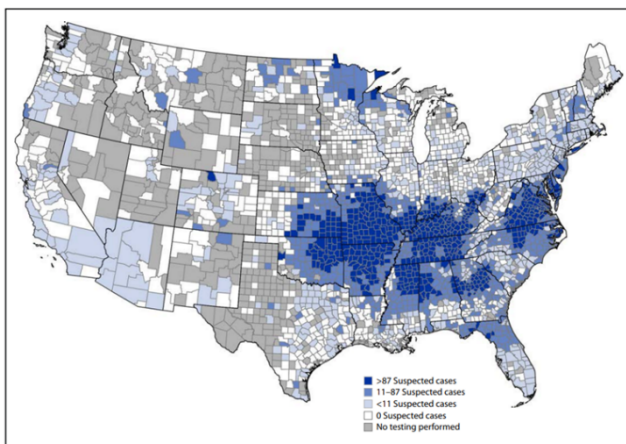 >87 Suspected cases
11–87 Suspected cases
<11 Suspected cases
0 Suspected cases
No testing performed